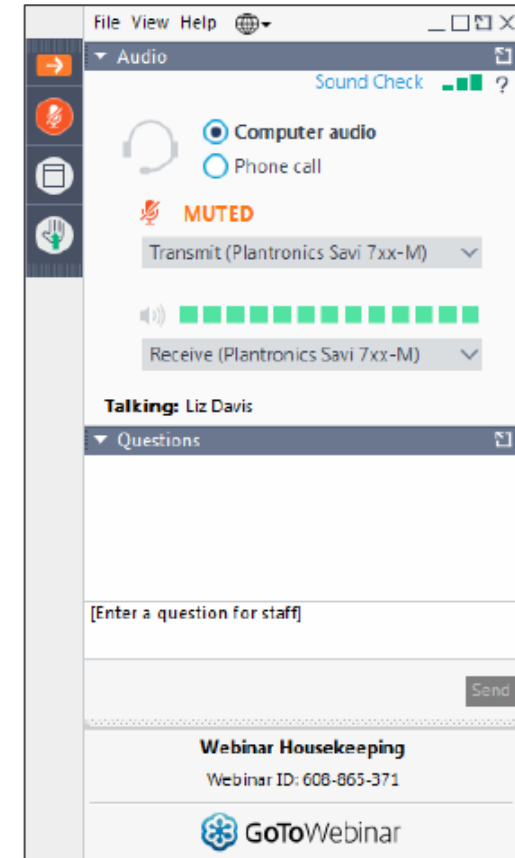 File View Help
Audio
Sound Check ?
Computer audio
Phone call
MUTED
Transmit (Plantronics Savi 7xx-M)
Receive (Plantronics Savi 7xx-M)
Talking: Liz Davis
Questions
[Enter a question for staff]
Send
Webinar Housekeeping
Webinar ID: 608-865-371
GoToWebinar